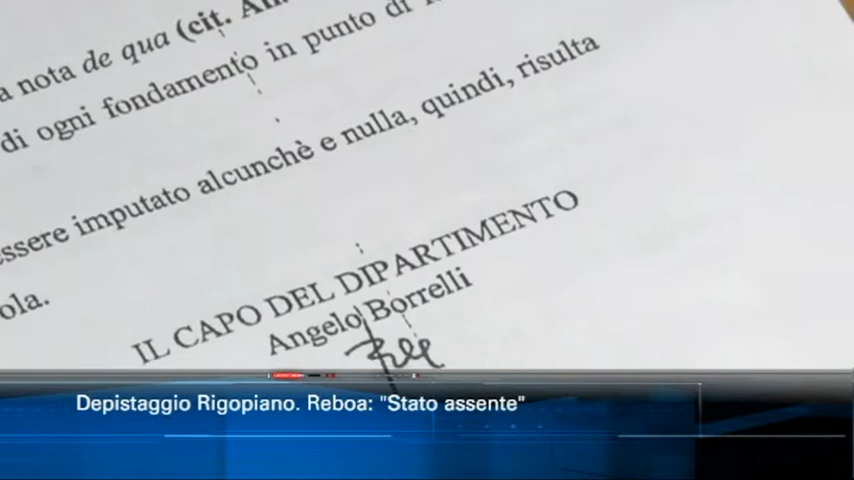 a nota de qua (cit.
di ogni fondamento in punto di
essere imputato alcunchè e nulla, quindi, risulta
ola.
IL CAPO DEL DIPARTIMENTO
Angelo Borrelli
Depistaggio Rigopiano. Reboa: "Stato assente"